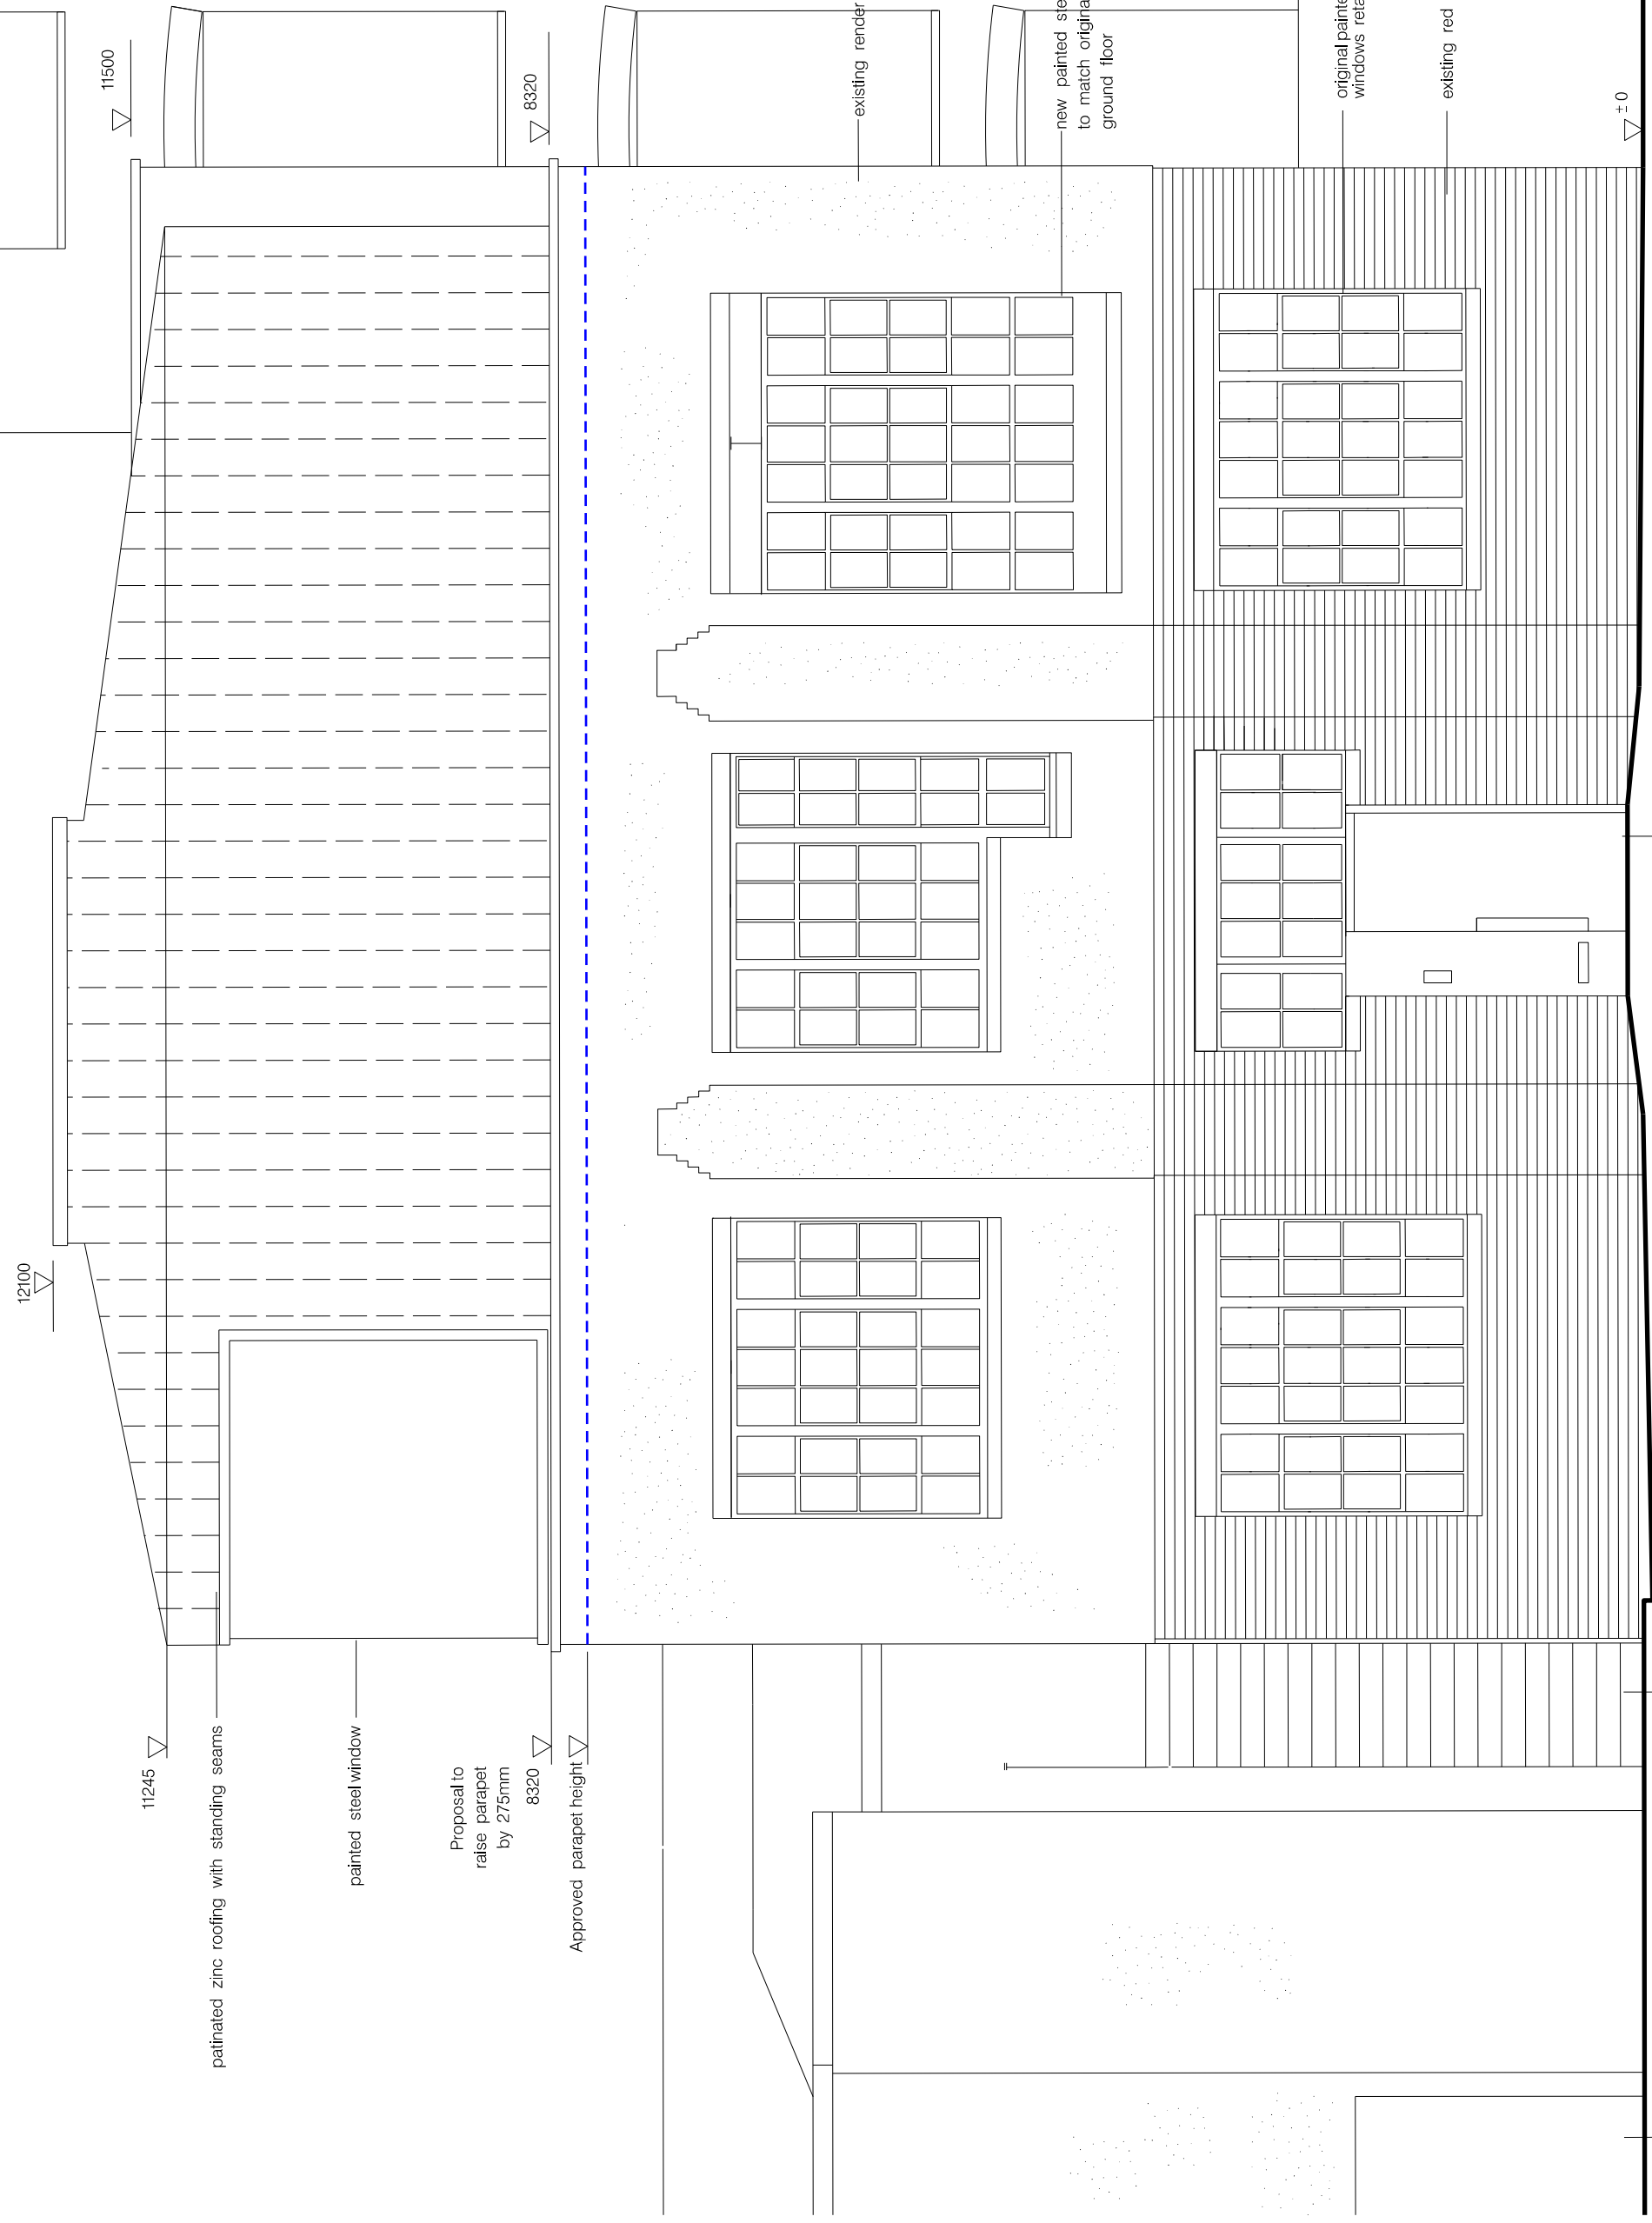 12100
11500
11245
patinated zinc roofing with standing seams
painted steel window
Proposal to
raise parapet
by 275mm
8320
8320
Approved parapet height
existing render
new painted ste
to match origina
ground floor
original painte
windows reta
existing red
± 0